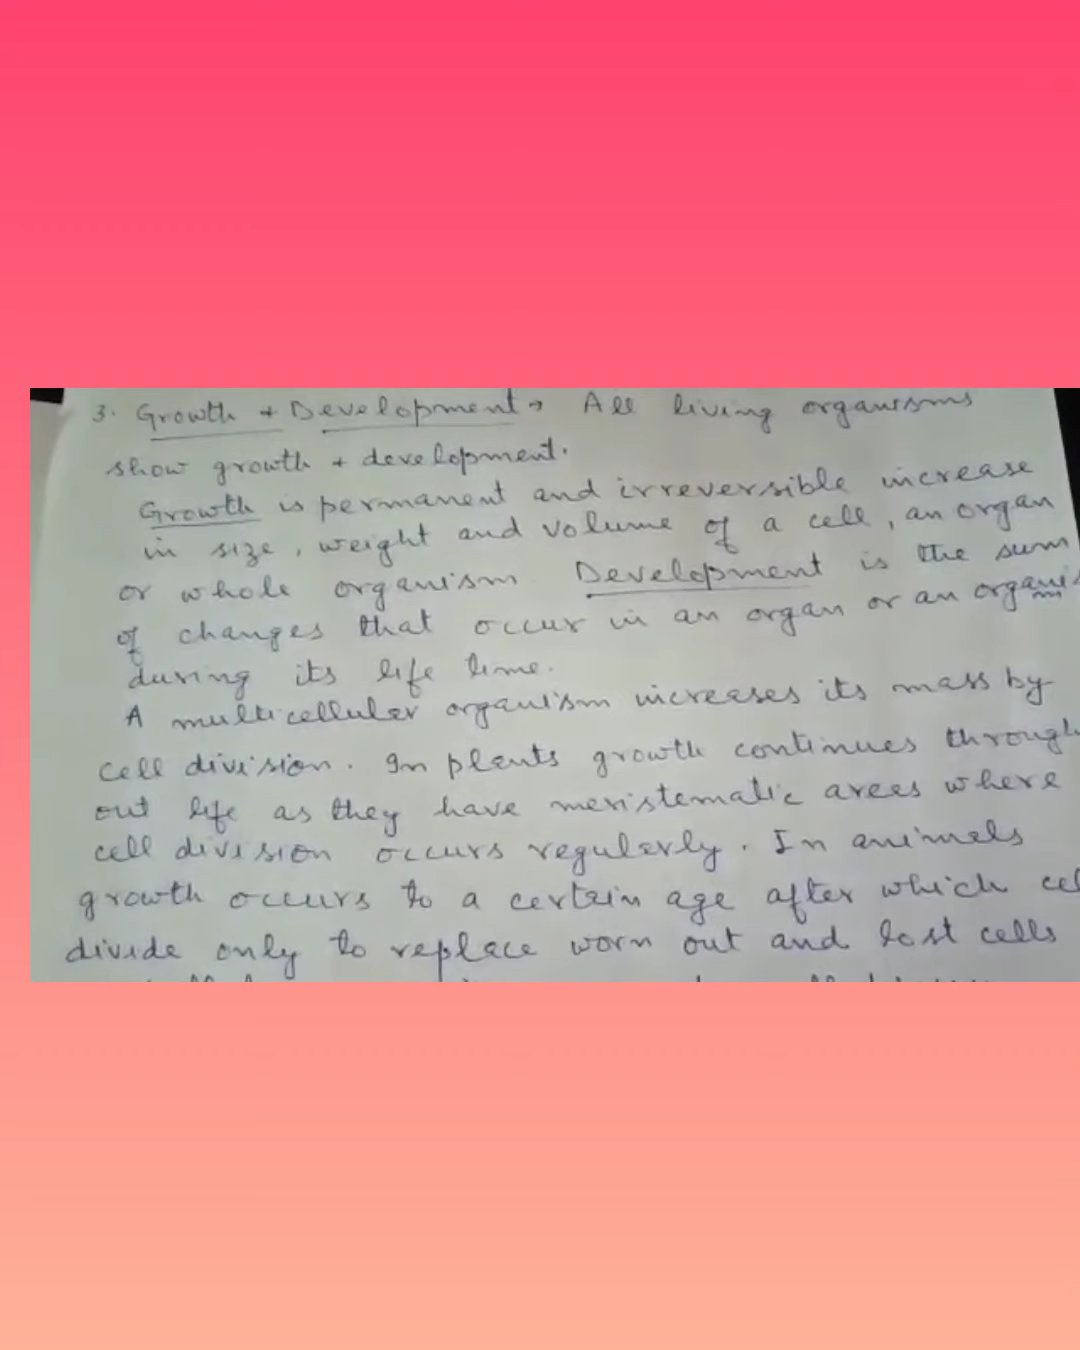 3. Growth + Development → All living organisms
show growth + development.
Growth is permanent and irreversible increase
in size, weight and volume of a cell, an organ
or whole organism. Development is the sum
of changes that occur in an organ or an organis
during its life time.
A multicellular organism increases its mass by
cell division. In plants growth continues through
out life as they have meristematic areas where
cell division occurs regularly. In animals
growth occurs to a certain age after which cel
divide only to replace worn out and lost cells